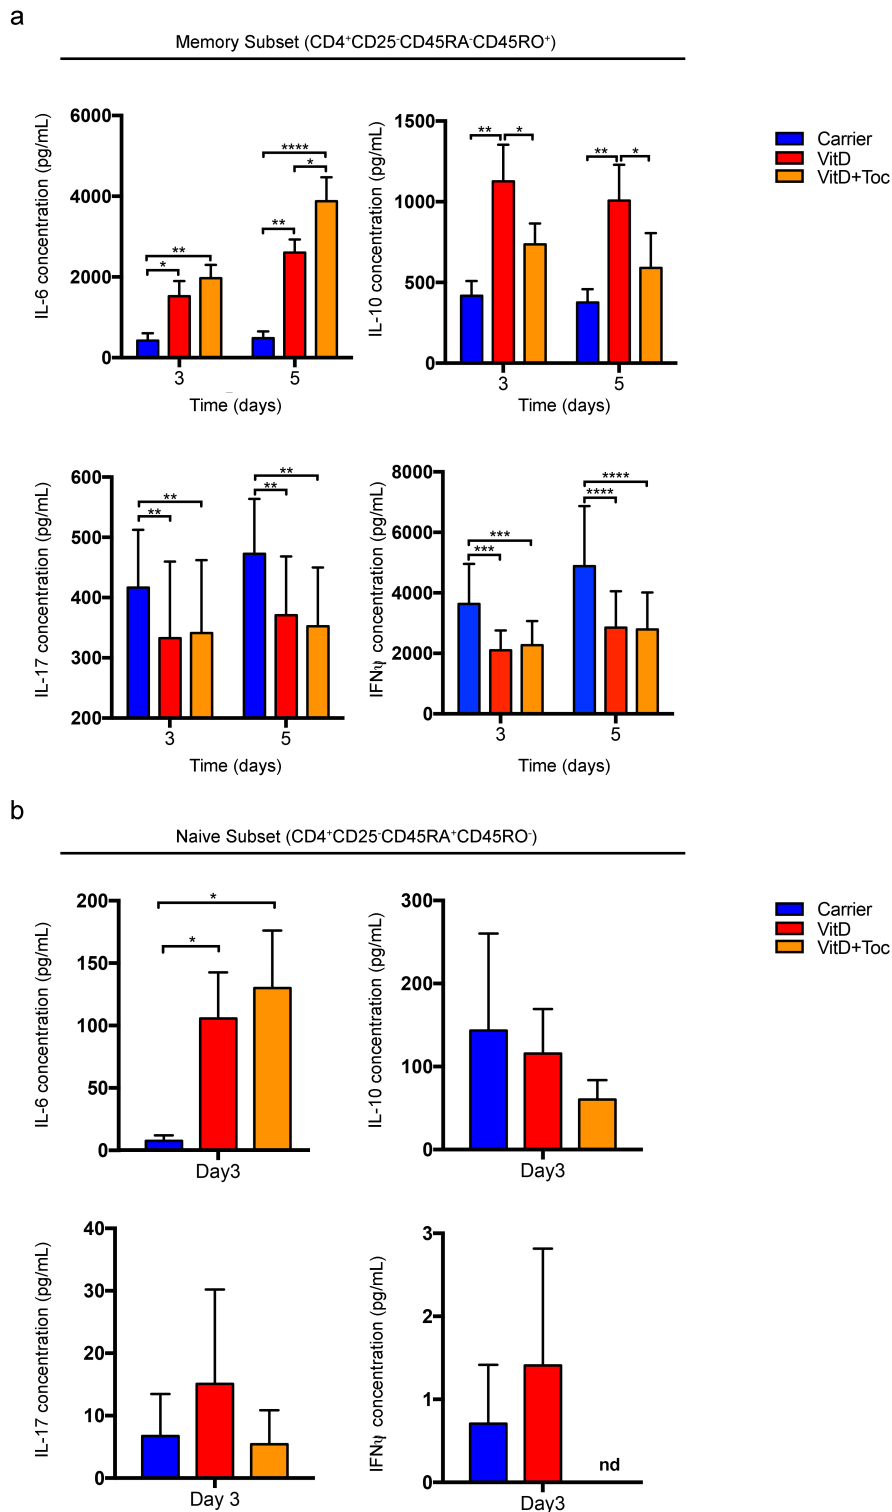 a
Memory Subset (CD4⁺CD25⁻CD45RA⁻CD45RO⁺)
IL-6 concentration (pg/mL)
6000
4000
2000
0
****
*
**
**
*
3
5
Time (days)
IL-10 concentration (pg/mL)
1500
1000
500
0
**
*
**
*
3
5
Time (days)
Carrier
VitD
VitD+Toc
IL-17 concentration (pg/mL)
600
500
400
300
200
**
**
**
**
3
5
Time (days)
IFNγ concentration (pg/mL)
8000
6000
4000
2000
0
****
****
***
***
3
5
Time (days)
b
Naive Subset (CD4⁺CD25⁻CD45RA⁺CD45RO⁻)
IL-6 concentration (pg/mL)
200
150
100
50
0
*
*
Day3
IL-10 concentration (pg/mL)
300
200
100
0
Day3
Carrier
VitD
VitD+Toc
IL-17 concentration (pg/mL)
40
30
20
10
0
Day 3
IFNγ concentration (pg/mL)
3
2
1
0
nd
Day3